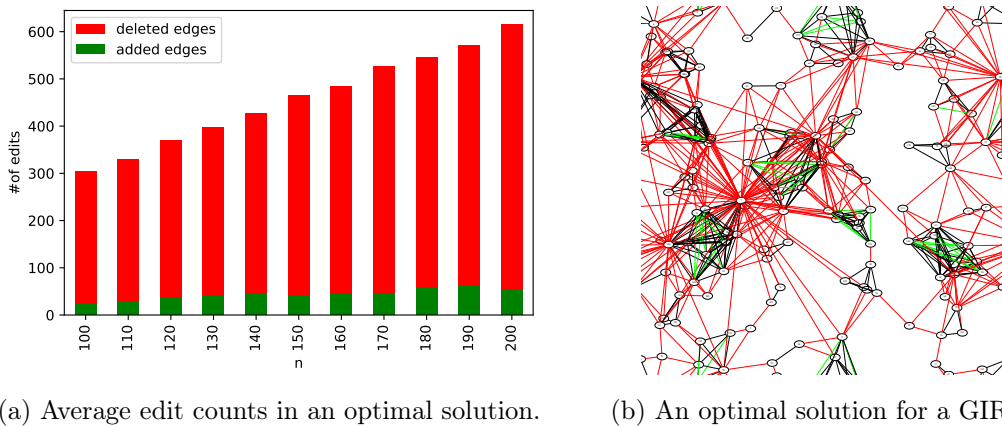 600
500
400
300
200
100
0
#of edits
deleted edges
added edges
100 110 120 130 140 150 160 170 180 190 200
n
(a) Average edit counts in an optimal solution.
(b) An optimal solution for a GIR